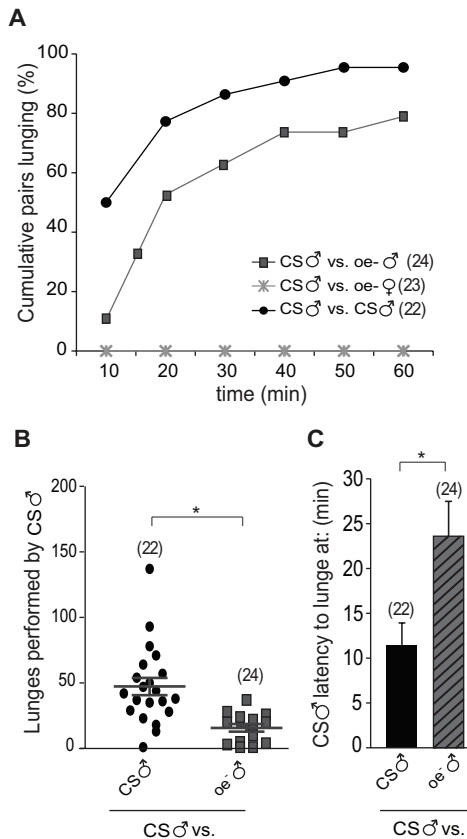 A
Cumulative pairs lunging (%)
100
80
60
40
20
0
CS♂ vs. oe-♂ (24)
CS♂ vs. oe-♀ (23)
CS♂ vs. CS♂ (22)
10 20 30 40 50 60
time (min)
B
Lunges performed by CS♂
200
150
100
50
0
*
(22)
(24)
CS♂ oe-♂
CS♂ vs.
C
CS♂ latency to lunge at: (min)
30
25
20
15
10
5
0
*
(24)
(22)
CS♂ oe-♂
CS♂ vs.